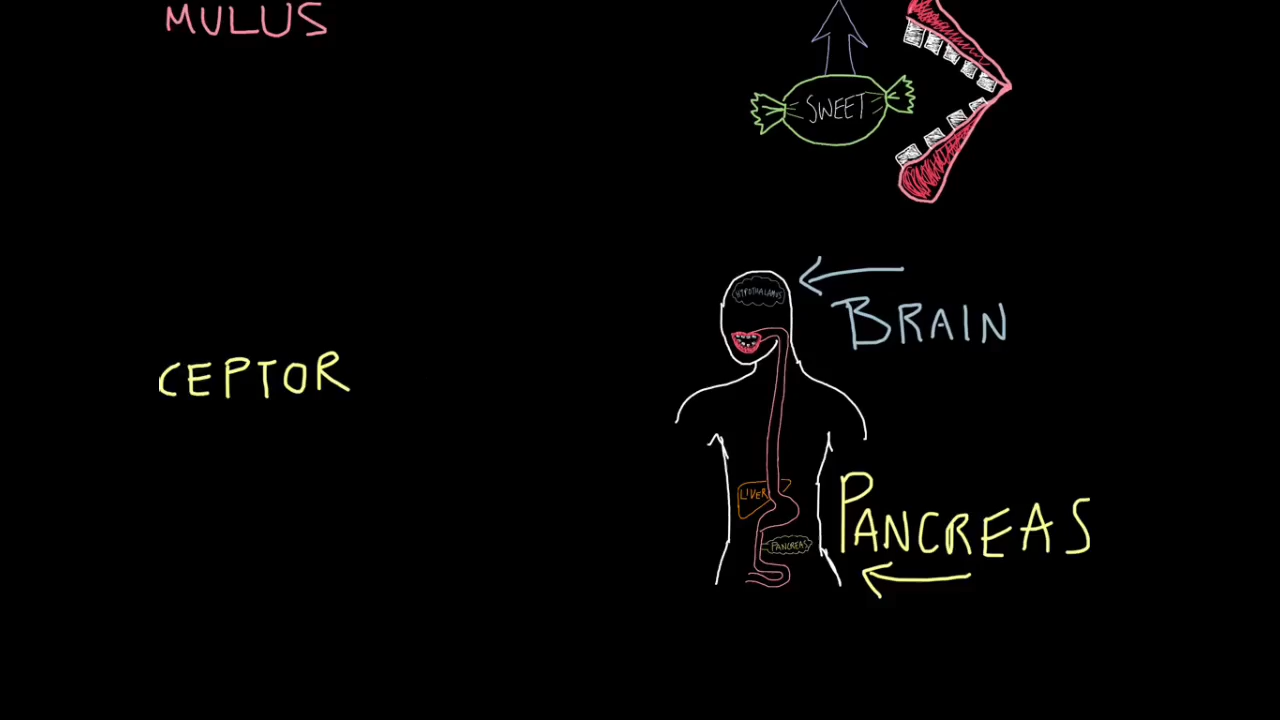 MULUS
SWEET
HYPOTHALAMUS
BRAIN
CEPTOR
LIVER
PANCREAS
PANCREAS